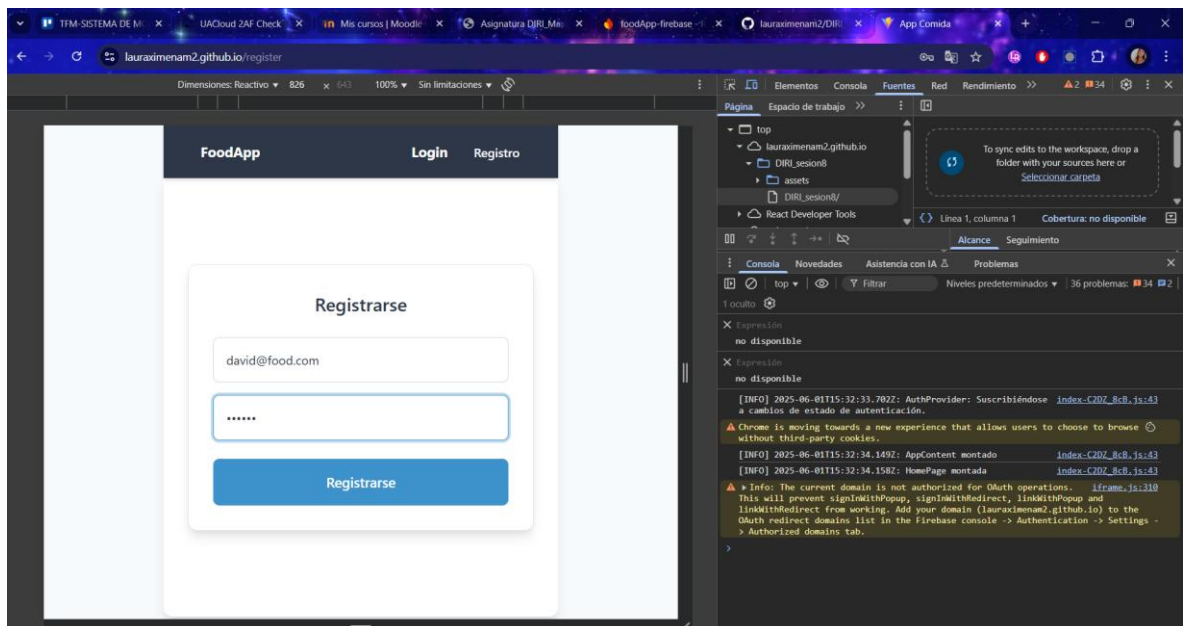 TFM-SISTEMA DE M
UACloud 2AF Check
Mis cursos | Moodle
Asignatura DIRI_Má
foodApp-firebase -
lauraximenam2/DIRI
App Comida
lauraximenam2.github.io/register
Dimensiones: Reactivo 826 x 643 100% Sin limitaciones
Elementos Consola Fuentes Red Rendimiento 2 34
Página Espacio de trabajo
top
lauraximenam2.github.io
DIRI_sesion8
assets
DIRI_sesion8/
React Developer Tools
To sync edits to the workspace, drop a
folder with your sources here or
Seleccionar carpeta
Línea 1, columna 1 Cobertura: no disponible
Alcance Seguimiento
Consola Novedades Asistencia con IA Problemas
top Filtrar Niveles predeterminados 36 problemas: 34 2
1 oculto
Expresión
no disponible
Expresión
no disponible
[INFO] 2025-06-01T15:32:33.702Z: AuthProvider: Suscribiéndose index-C2DZ_8cB.js:43
a cambios de estado de autenticación.
Chrome is moving towards a new experience that allows users to choose to browse
without third-party cookies.
[INFO] 2025-06-01T15:32:34.149Z: AppContent montado index-C2DZ_8cB.js:43
[INFO] 2025-06-01T15:32:34.158Z: HomePage montada index-C2DZ_8cB.js:43
Info: The current domain is not authorized for OAuth operations. iframe.js:310
This will prevent signInWithPopup, signInWithRedirect, linkWithPopup and
linkWithRedirect from working. Add your domain (lauraximenam2.github.io) to the
OAuth redirect domains list in the Firebase console -> Authentication -> Settings -
> Authorized domains tab.
FoodApp Login Registro
Registrarse
david@food.com
••••••
Registrarse